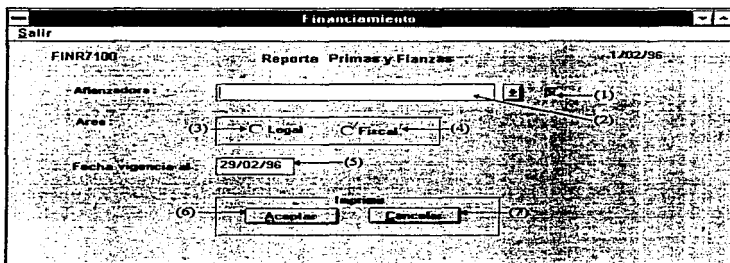 Financiamiento
Salir
FINR7100 Reporte Primas y Fianzas 1/02/96
Afianzadora: (1)
(2)
Area: (3) Legal Fiscal (4)
Fecha vigencia al: 29/02/96 (5)
Imprime
(6) Aceptar Cancelar (7)